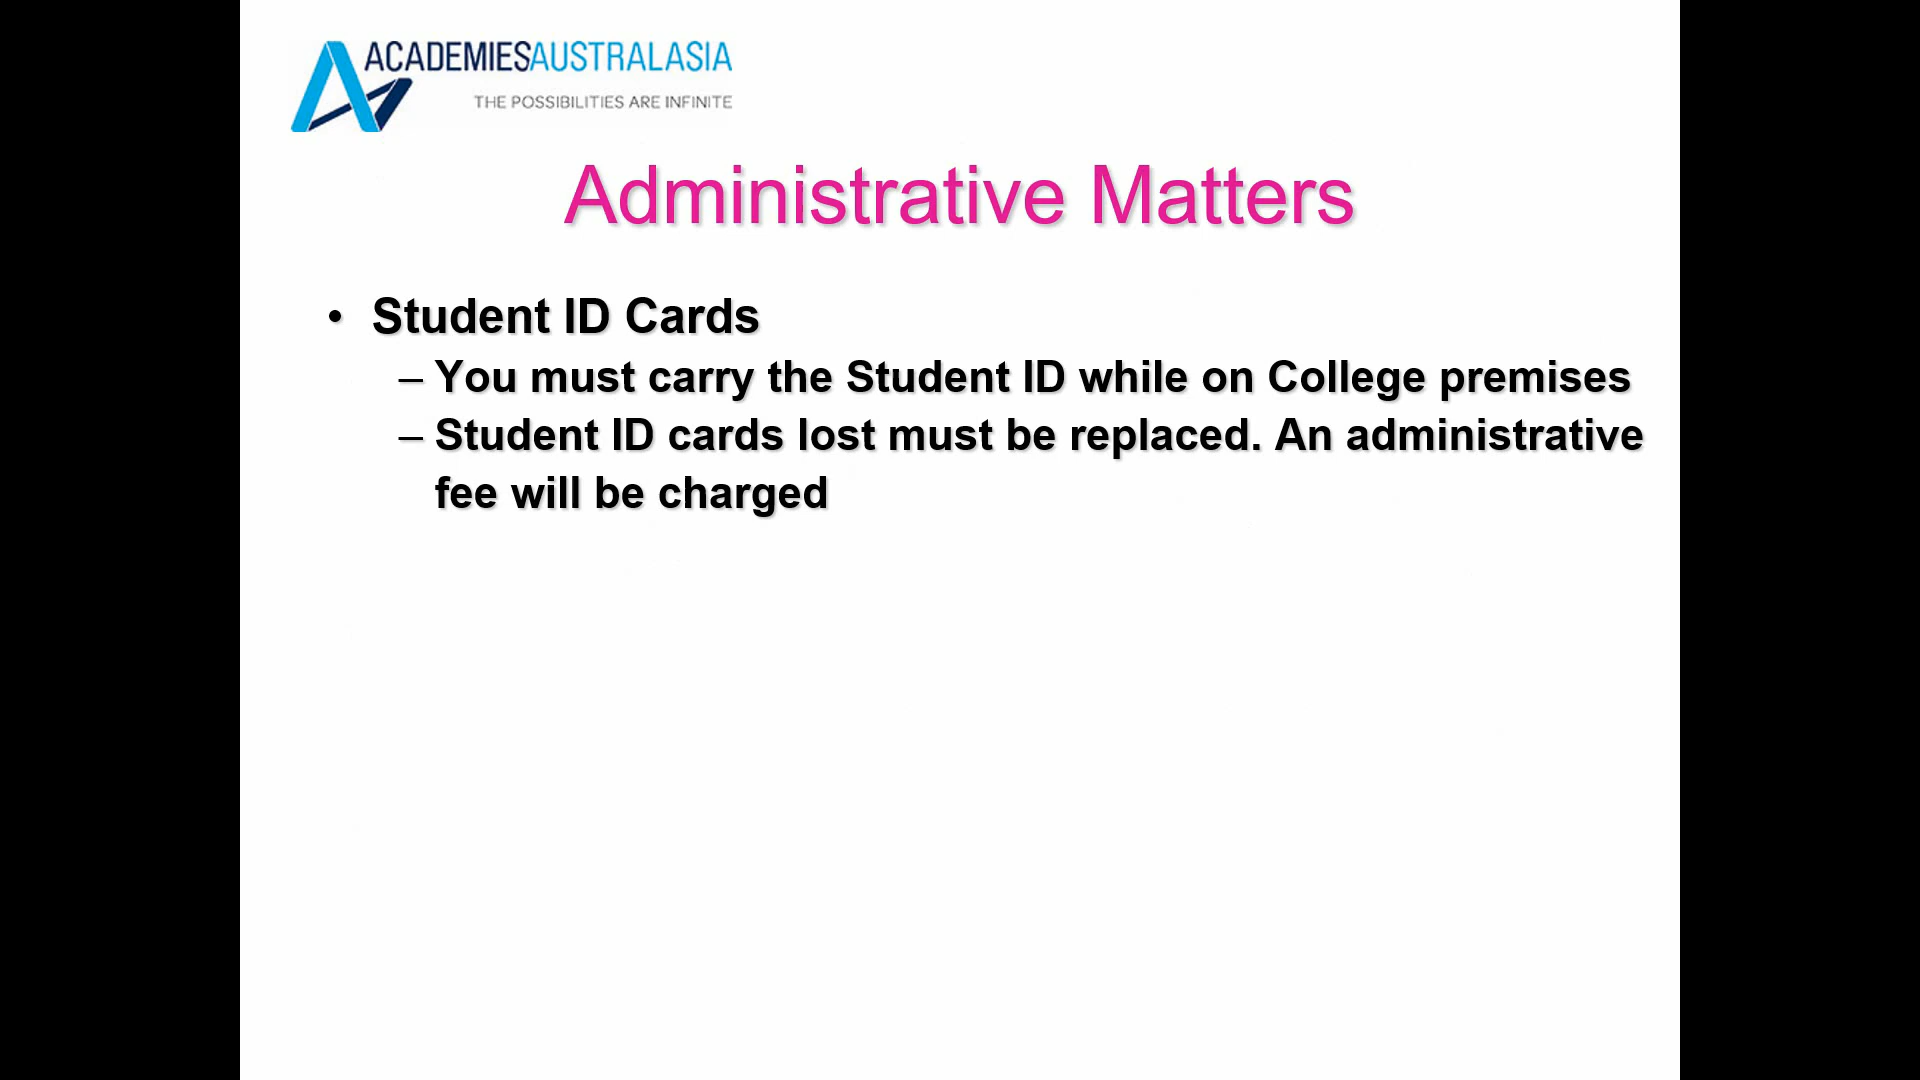 ACADEMIESAUSTRALASIA
THE POSSIBILITIES ARE INFINITE
Administrative Matters
• Student ID Cards
– You must carry the Student ID while on College premises
– Student ID cards lost must be replaced. An administrative
fee will be charged